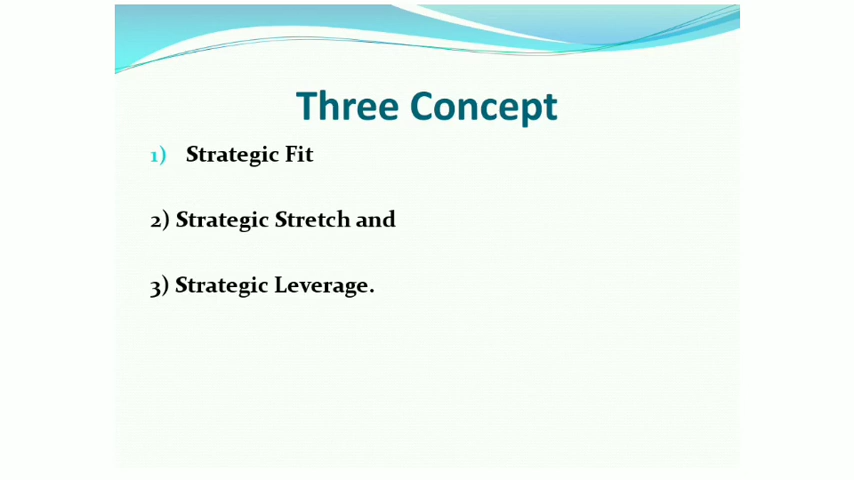 Three Concept
1) Strategic Fit
2) Strategic Stretch and
3) Strategic Leverage.